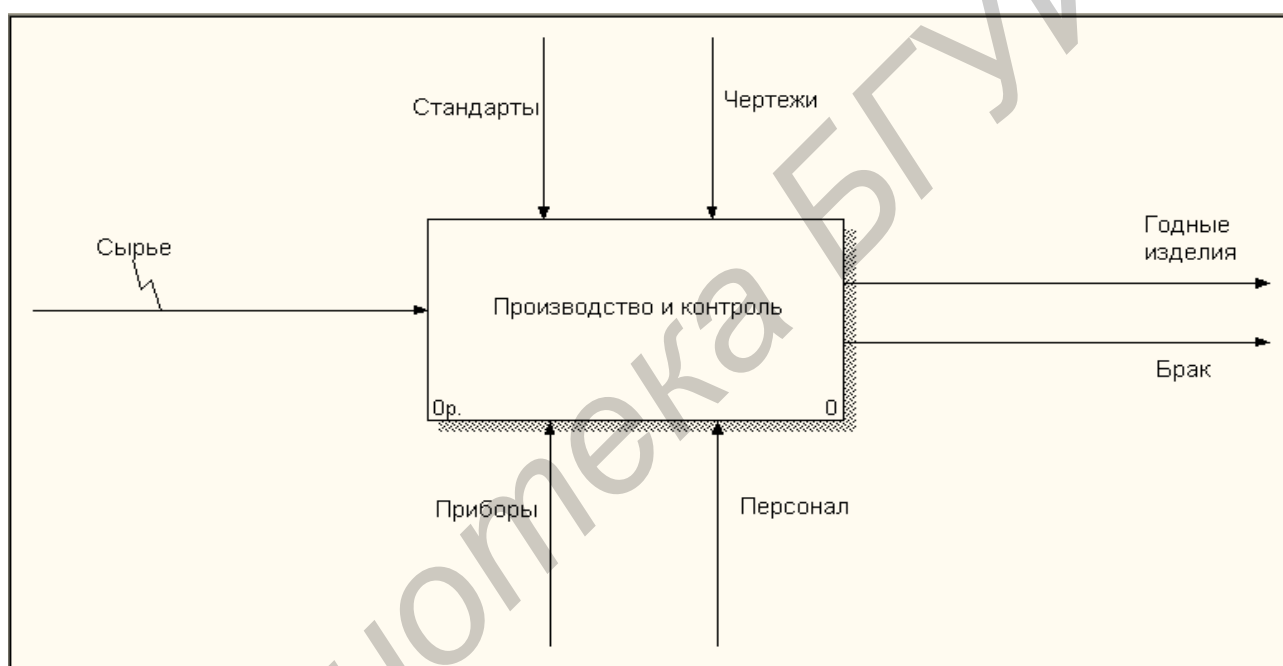 Стандарты
Чертежи
Сырье
Годные
изделия
Производство и контроль
Брак
0р.
0
Приборы
Персонал